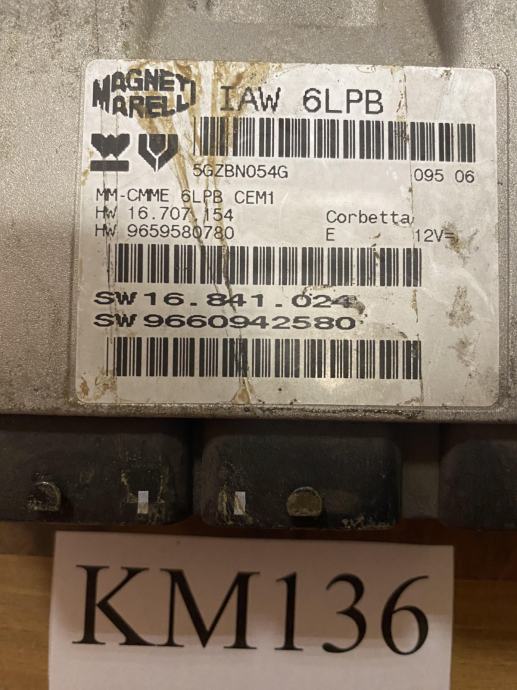 MAGNETI
MARELLI
IAW 6LPB
5GZBN054G 095 06
MM-CMME 6LPB CEM1
HW 16.707.154 Corbetta
HW 9659580780 E 12V=
SW 16.841.024
SW 9660942580
KM136